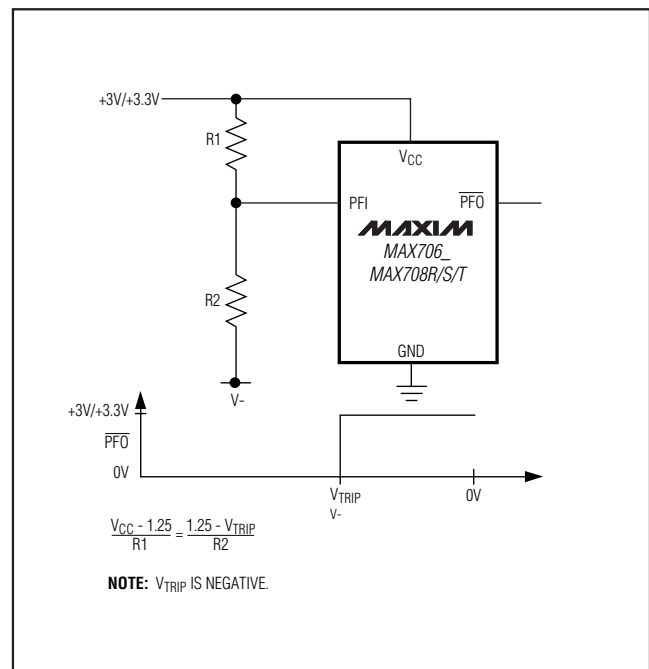 +3V/+3.3V
R1
VCC
PFI
PFO
MAXIM
MAX706_
MAX708R/S/T
R2
GND
V-
+3V/+3.3V
PFO
0V
VTRIP
V-
0V
VCC - 1.25 / R1 = 1.25 - VTRIP / R2
NOTE: VTRIP IS NEGATIVE.